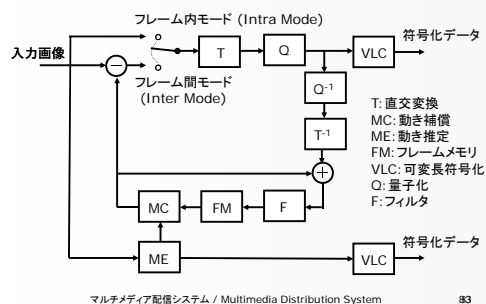 フレーム内モード (Intra Mode)
符号化データ
入力画像
T
Q
VLC
フレーム間モード
(Inter Mode)
Q-1
T-1
T: 直交変換
MC: 動き補償
ME: 動き推定
FM: フレームメモリ
VLC: 可変長符号化
Q: 量子化
F: フィルタ
MC
FM
F
符号化データ
ME
VLC
マルチメディア配信システム / Multimedia Distribution System